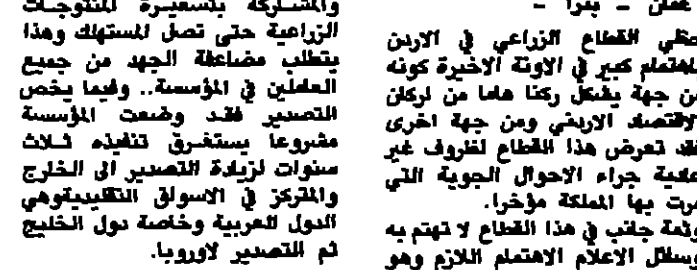 عمان - بترا -
حظي القطاع الزراعي في الاردن
باهتمام كبير في الاونة الاخيرة كونه
من جهة يشكل ركنا هاما من اركان
الاقتصاد الاردني ومن جهة اخرى
فقد تعرض هذا القطاع لظروف غير
عادية جراء الاحوال الجوية التي
مرت بها المملكة مؤخرا.
وثمة جانب في هذا القطاع لا تهتم به
وسائل الاعلام الاهتمام اللازم وهو
والمشاركة بتسعيرة المنتوجات
الزراعية حتى تصل المستهلك وهذا
يتطلب مضاعفة الجهد من جميع
العاملين في المؤسسة.. وفيما يخص
التصدير فقد وضعت المؤسسة
مشروعا يستغرق تنفيذه ثلاث
سنوات لزيادة التصدير الى الخارج
والمتركز في الاسواق التقليديةوهي
الدول العربية وخاصة دول الخليج
ثم التصدير لاوروبا.